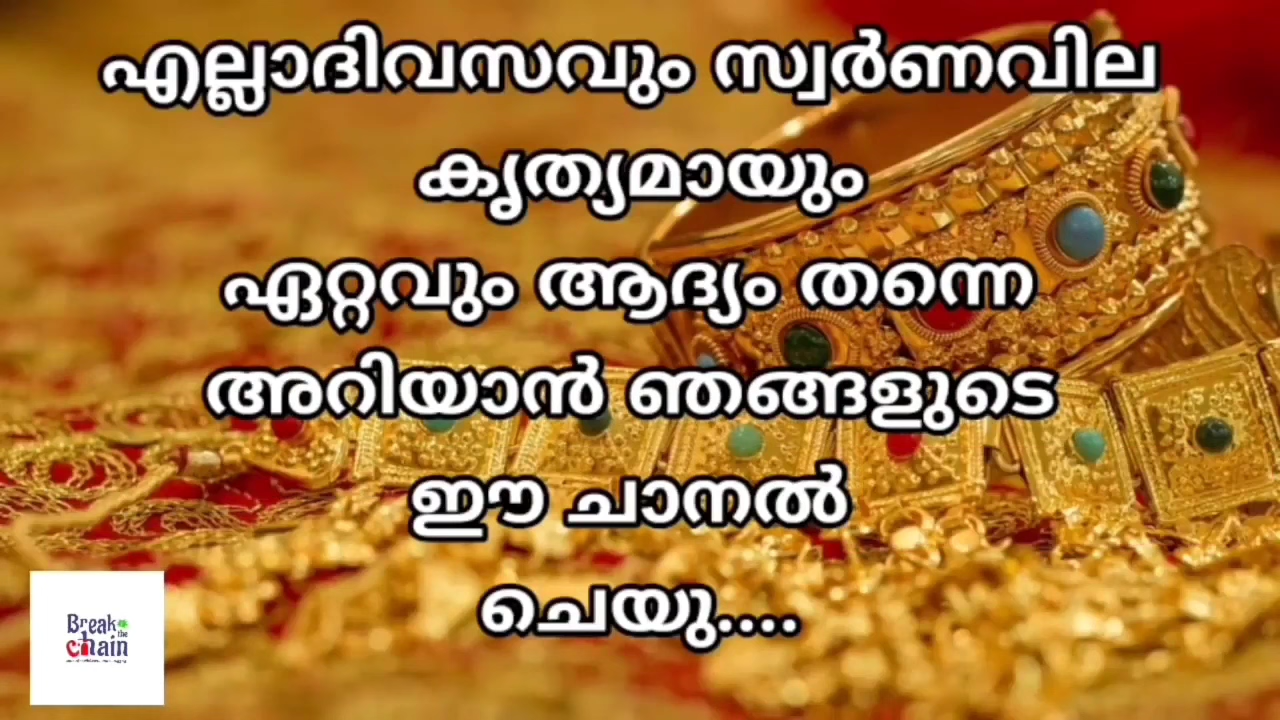 എല്ലാദിവസവും സ്വർണവില
കൃത്യമായും
ഏറ്റവും ആദ്യം തന്നെ
അറിയാൻ ഞങ്ങളുടെ
ഈ ചാനൽ
ചെയു....
Break
the
chain